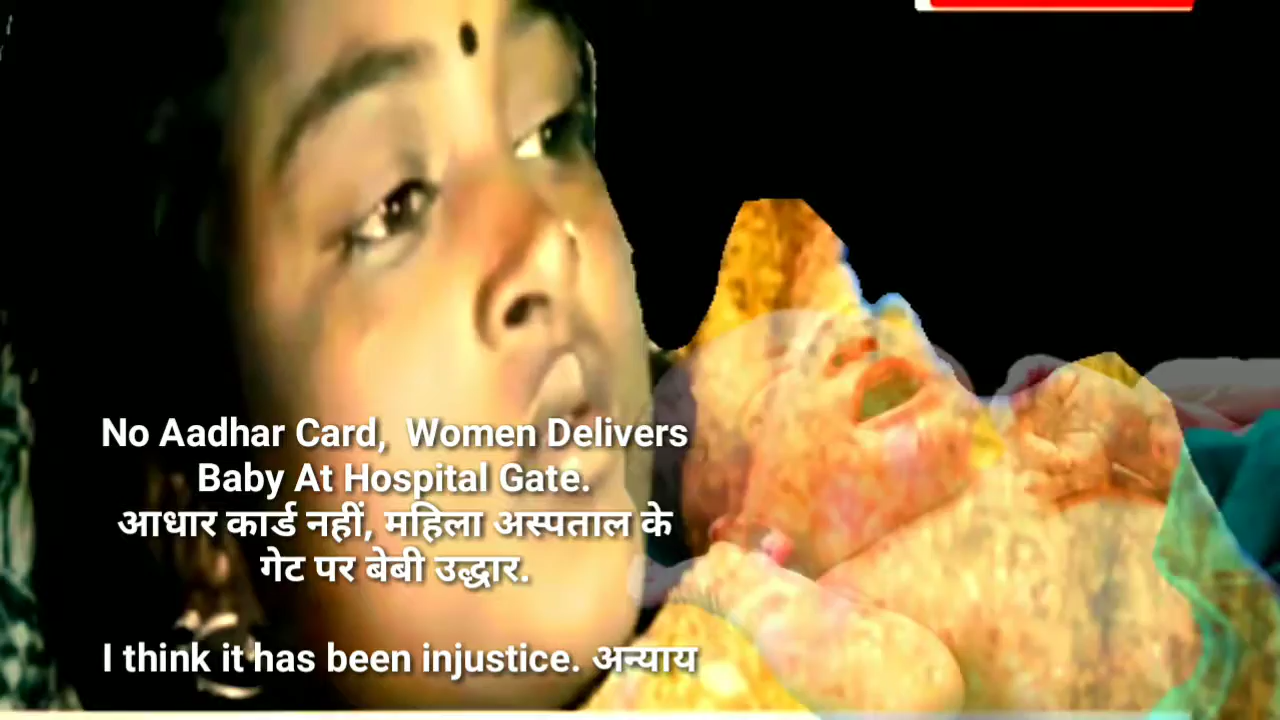 No Aadhar Card, Women Delivers
Baby At Hospital Gate.
आधार कार्ड नहीं, महिला अस्पताल के
गेट पर बेबी उद्धार.
I think it has been injustice. अन्याय